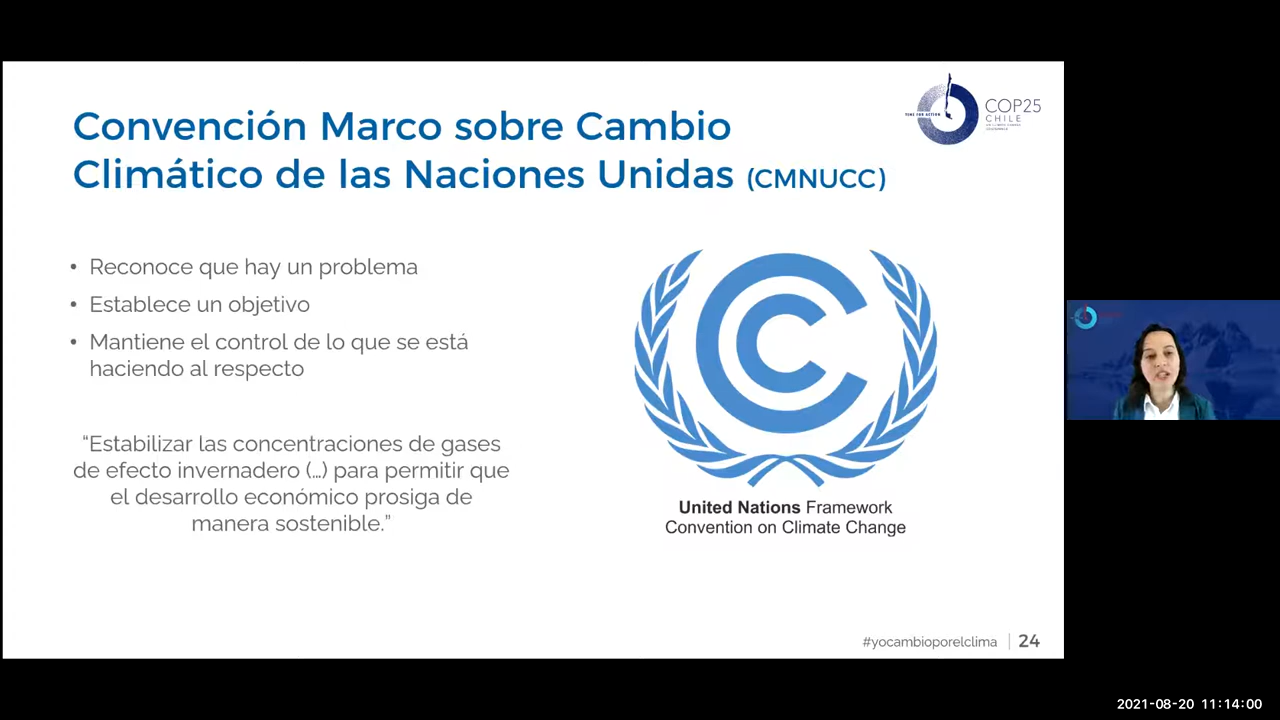 Convención Marco sobre Cambio
Climático de las Naciones Unidas (CMNUCC)
TIME FOR ACTION
COP25
CHILE
• Reconoce que hay un problema
• Establece un objetivo
• Mantiene el control de lo que se está
haciendo al respecto
“Estabilizar las concentraciones de gases
de efecto invernadero (…) para permitir que
el desarrollo económico prosiga de
manera sostenible.”
United Nations Framework
Convention on Climate Change
#yocambioporelclima | 24
2021-08-20 11:14:00